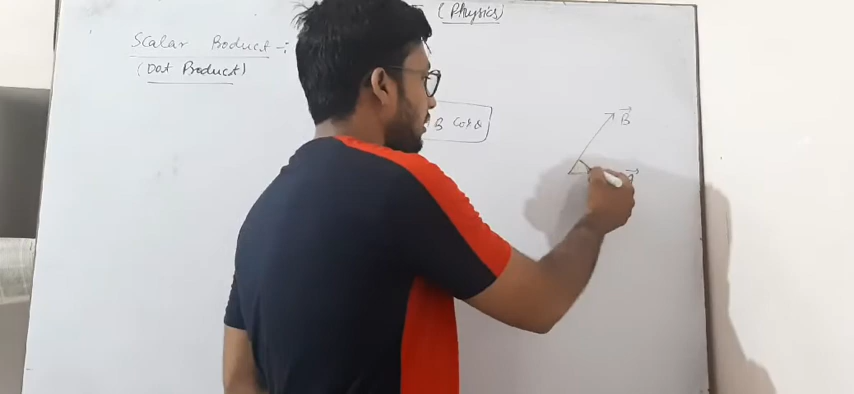 (Physics)
Scalar Product :
(Dot Product)
B Cosθ
B
A